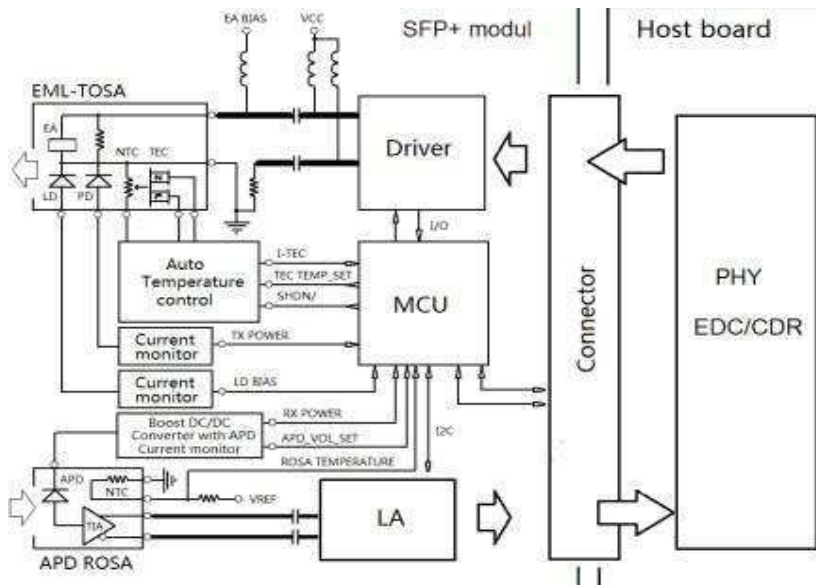 EA BIAS
VCC
SFP+ modul
Host board
EML-TOSA
EA
NTC
TEC
N
P
LD
PD
Driver
I/O
Auto
Temperature
control
I-TEC
TEC TEMP_SET
SHDN/
MCU
Connector
PHY
EDC/CDR
Current
monitor
TX POWER
Current
monitor
LD BIAS
Boost DC/DC
Converter with APD
Current monitor
RX POWER
APD_VOL_SET
ROSA TEMPERATURE
I2C
APD
NTC
VREF
TIA
LA
APD ROSA